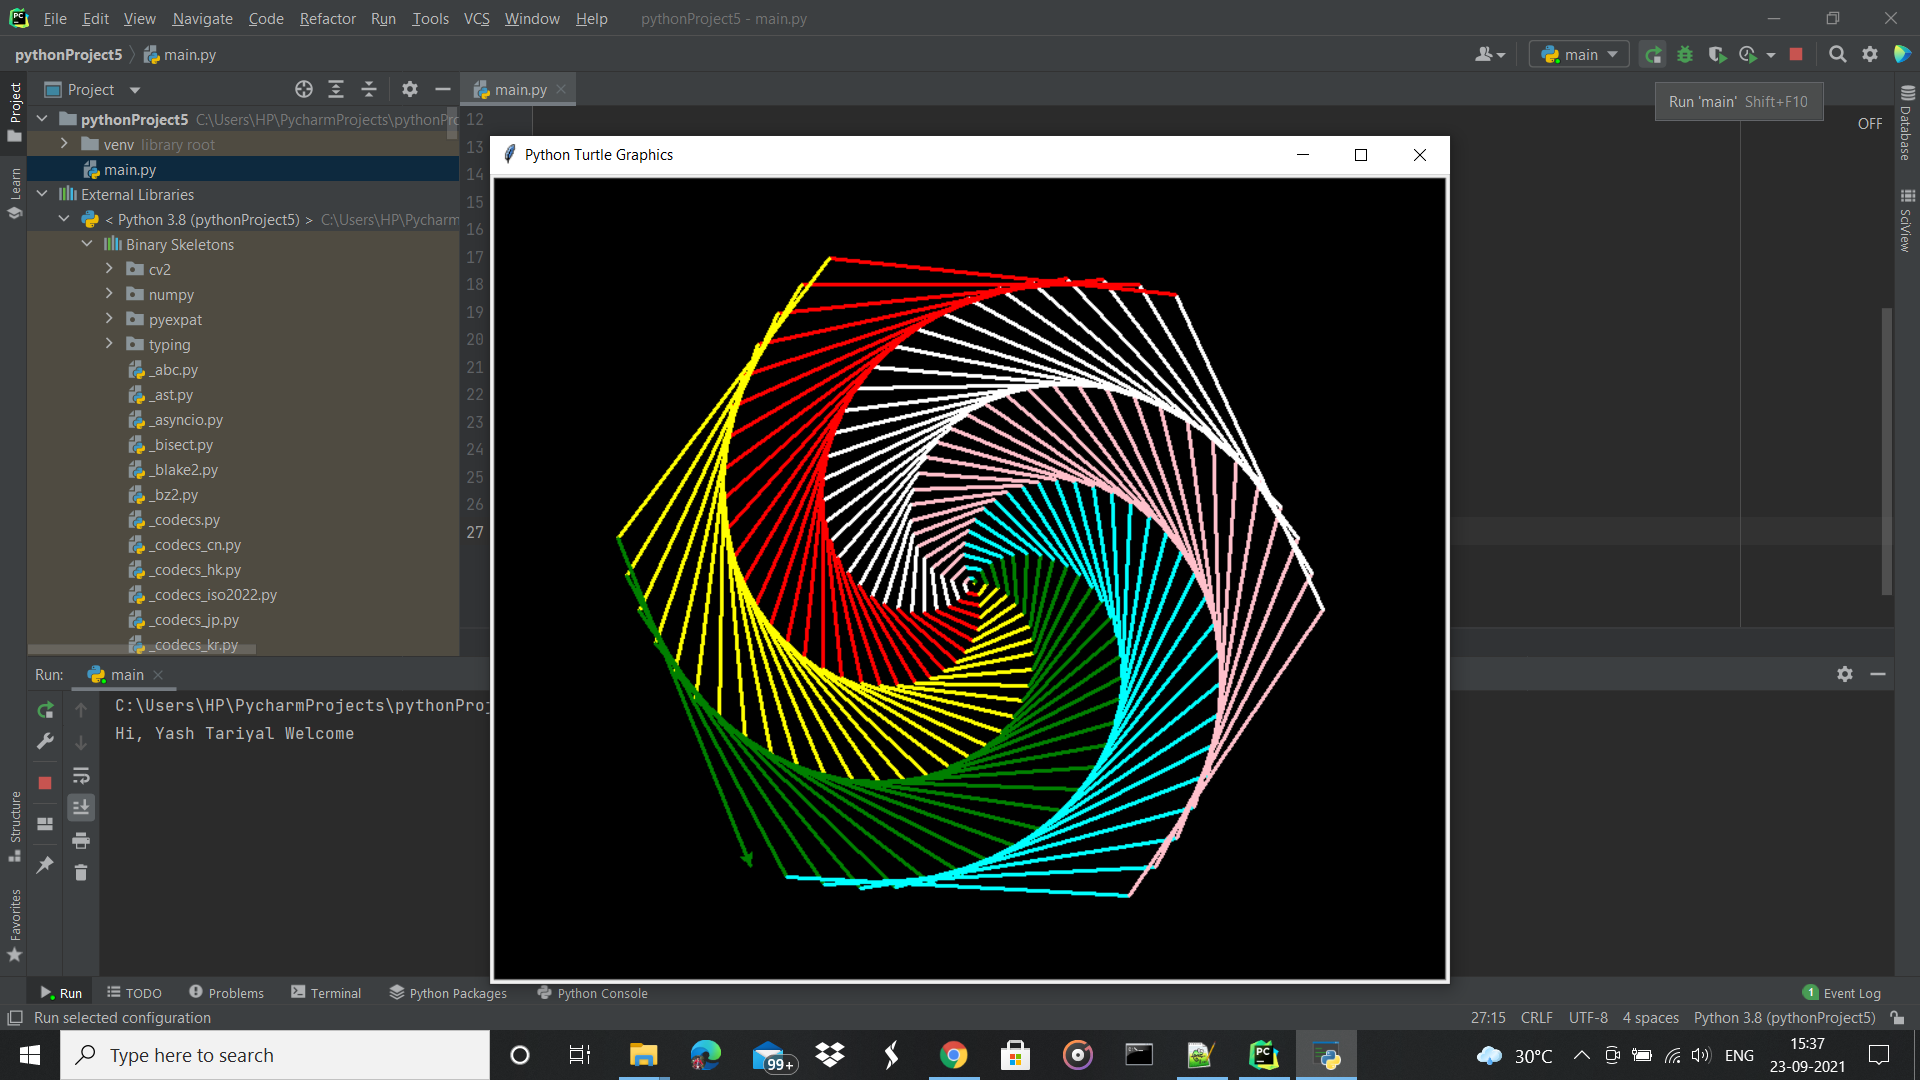 File Edit View Navigate Code Refactor Run Tools VCS Window Help pythonProject5 - main.py
pythonProject5 main.py
main
Project
main.py
Run 'main' Shift+F10
OFF
Project
Learn
Structure
Favorites
Database
SciView
pythonProject5 C:\Users\HP\PycharmProjects\pythonPro
venv library root
main.py
External Libraries
< Python 3.8 (pythonProject5) > C:\Users\HP\Pycharm
Binary Skeletons
cv2
numpy
pyexpat
typing
_abc.py
_ast.py
_asyncio.py
_bisect.py
_blake2.py
_bz2.py
_codecs.py
_codecs_cn.py
_codecs_hk.py
_codecs_iso2022.py
_codecs_jp.py
_codecs_kr.py
12
13
14
15
16
17
18
19
20
21
22
23
24
25
26
27
Python Turtle Graphics
Run: main
C:\Users\HP\PycharmProjects\pythonProj
Hi, Yash Tariyal Welcome
Run TODO Problems Terminal Python Packages Python Console
1 Event Log
Run selected configuration
27:15 CRLF UTF-8 4 spaces Python 3.8 (pythonProject5)
Type here to search
99+
30°C
ENG
15:37
23-09-2021